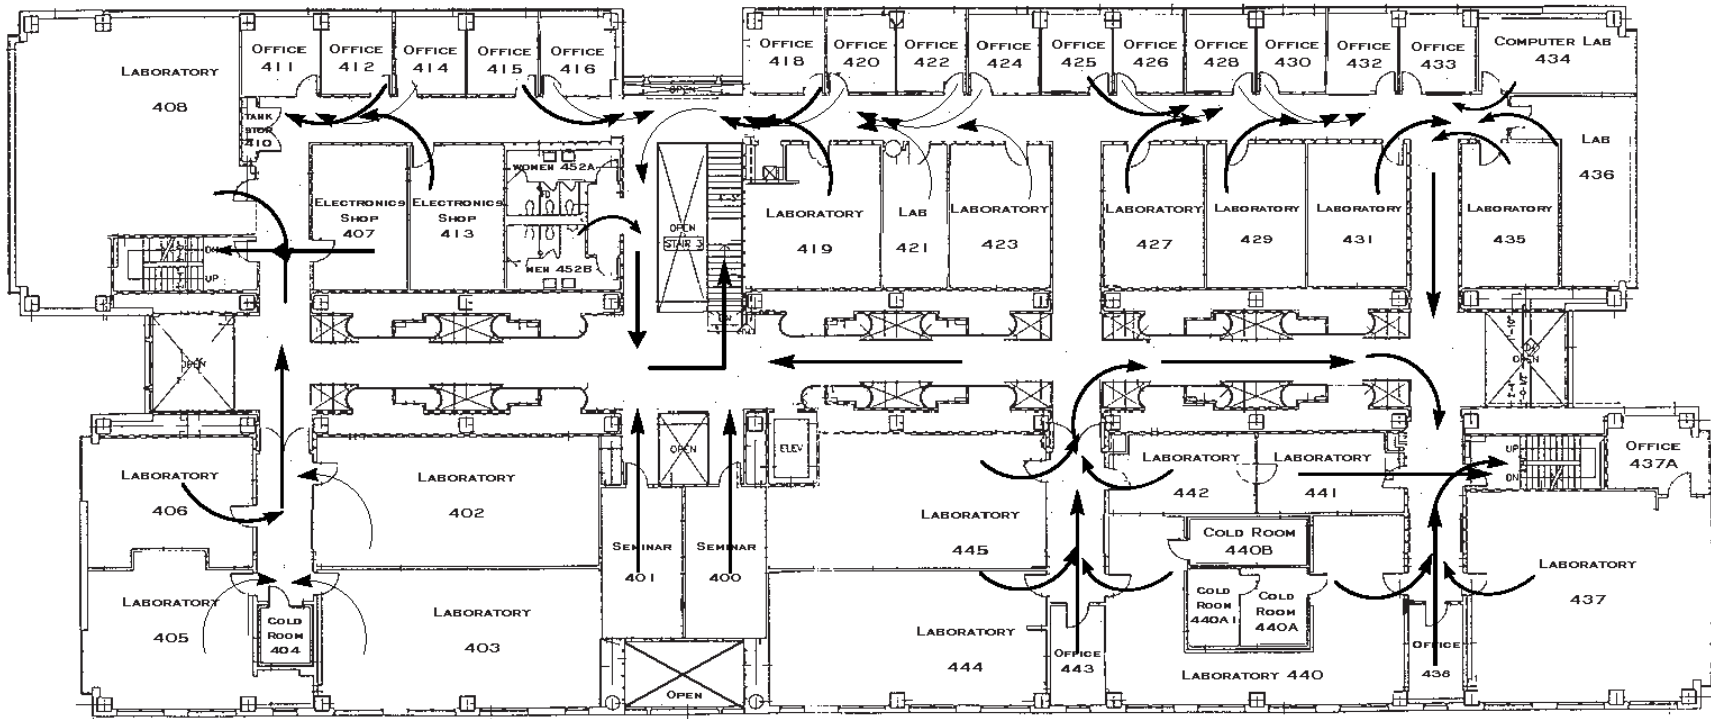 OFFICE
411
OFFICE
412
OFFICE
414
OFFICE
415
OFFICE
416
OFFICE
418
OFFICE
420
OFFICE
422
OFFICE
424
OFFICE
425
OFFICE
426
OFFICE
428
OFFICE
430
OFFICE
432
OFFICE
433
COMPUTER LAB
434
LABORATORY
408
TANK
STOR
410
OPEN
LAB
436
WOMEN 452A
ELECTRONICS
SHOP
407
ELECTRONICS
SHOP
413
MEN 452B
OPEN
STAIR 3
LABORATORY
419
LAB
421
LABORATORY
423
LABORATORY
427
LABORATORY
429
LABORATORY
431
LABORATORY
435
DN
UP
OPEN
OPEN
LABORATORY
406
LABORATORY
402
OPEN
ELEV
LABORATORY
445
LABORATORY
442
LABORATORY
441
UP
DN
OFFICE
437A
SEMINAR
401
SEMINAR
400
COLD ROOM
440B
LABORATORY
437
LABORATORY
405
COLD
ROOM
404
LABORATORY
403
OPEN
LABORATORY
444
OFFICE
443
COLD
ROOM
440A1
COLD
ROOM
440A
LABORATORY 440
OFFICE
438